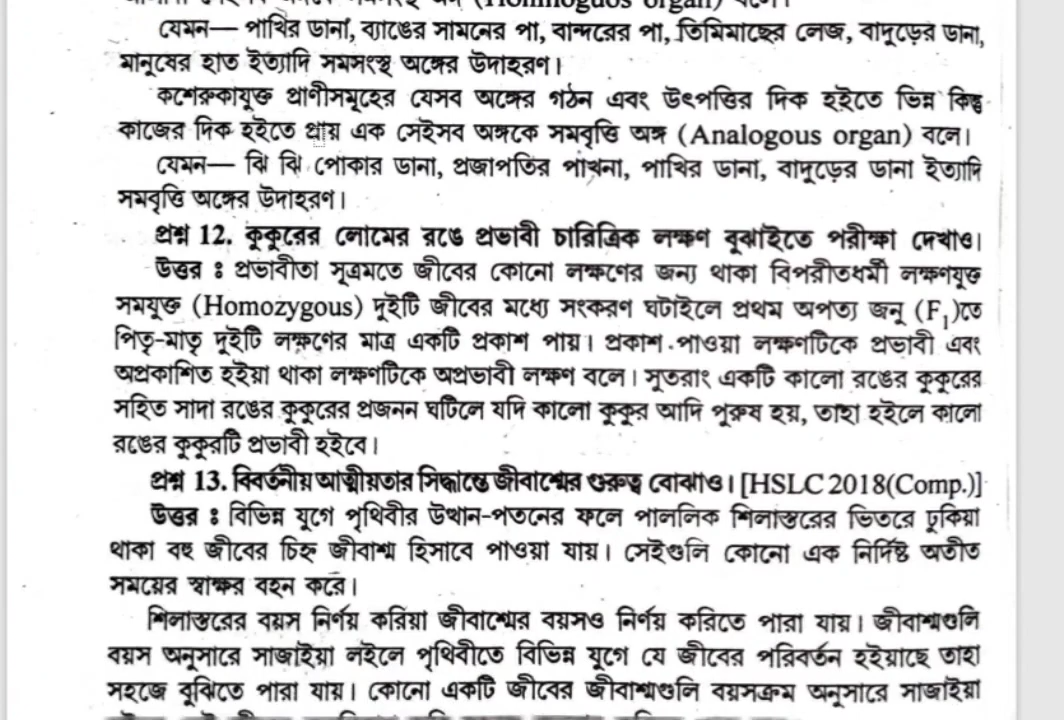 (Homnoguos organ) বলে।
যেমন— পাখির ডানা, ব্যাঙের সামনের পা, বান্দরের পা, তিমিমাছের লেজ, বাদুড়ের ডানা,
মানুষের হাত ইত্যাদি সমসংস্থ অঙ্গের উদাহরণ।
কশেরুকাযুক্ত প্রাণীসমূহের যেসব অঙ্গের গঠন এবং উৎপত্তির দিক হইতে ভিন্ন কিন্তু
কাজের দিক হইতে প্রায় এক সেইসব অঙ্গকে সমবৃত্তি অঙ্গ (Analogous organ) বলে।
যেমন— ঝি ঝি পোকার ডানা, প্রজাপতির পাখনা, পাখির ডানা, বাদুড়ের ডানা ইত্যাদি
সমবৃত্তি অঙ্গের উদাহরণ।
প্রশ্ন 12. কুকুরের লোমের রঙে প্রভাবী চারিত্রিক লক্ষণ বুঝাইতে পরীক্ষা দেখাও।
উত্তর ঃ প্রভাবীতা সূত্রমতে জীবের কোনো লক্ষণের জন্য থাকা বিপরীতধর্মী লক্ষণযুক্ত
সমযুক্ত (Homozygous) দুইটি জীবের মধ্যে সংকরণ ঘটাইলে প্রথম অপত্য জনু (F₁)তে
পিতৃ-মাতৃ দুইটি লক্ষণের মাত্র একটি প্রকাশ পায়। প্রকাশ পাওয়া লক্ষণটিকে প্রভাবী এবং
অপ্রকাশিত হইয়া থাকা লক্ষণটিকে অপ্রভাবী লক্ষণ বলে। সুতরাং একটি কালো রঙের কুকুরের
সহিত সাদা রঙের কুকুরের প্রজনন ঘটিলে যদি কালো কুকুর আদি পুরুষ হয়, তাহা হইলে কালো
রঙের কুকুরটি প্রভাবী হইবে।
প্রশ্ন 13. বিবর্তনীয় আত্মীয়তার সিদ্ধান্তে জীবাশ্মের গুরুত্ব বোঝাও। [HSLC 2018(Comp.)]
উত্তর ঃ বিভিন্ন যুগে পৃথিবীর উত্থান-পতনের ফলে পাললিক শিলাস্তরের ভিতরে ঢুকিয়া
থাকা বহু জীবের চিহ্ন জীবাশ্ম হিসাবে পাওয়া যায়। সেইগুলি কোনো এক নির্দিষ্ট অতীত
সময়ের স্বাক্ষর বহন করে।
শিলাস্তরের বয়স নির্ণয় করিয়া জীবাশ্মের বয়সও নির্ণয় করিতে পারা যায়। জীবাশ্মগুলি
বয়স অনুসারে সাজাইয়া লইলে পৃথিবীতে বিভিন্ন যুগে যে জীবের পরিবর্তন হইয়াছে তাহা
সহজে বুঝিতে পারা যায়। কোনো একটি জীবের জীবাশ্মগুলি বয়সক্রম অনুসারে সাজাইয়া